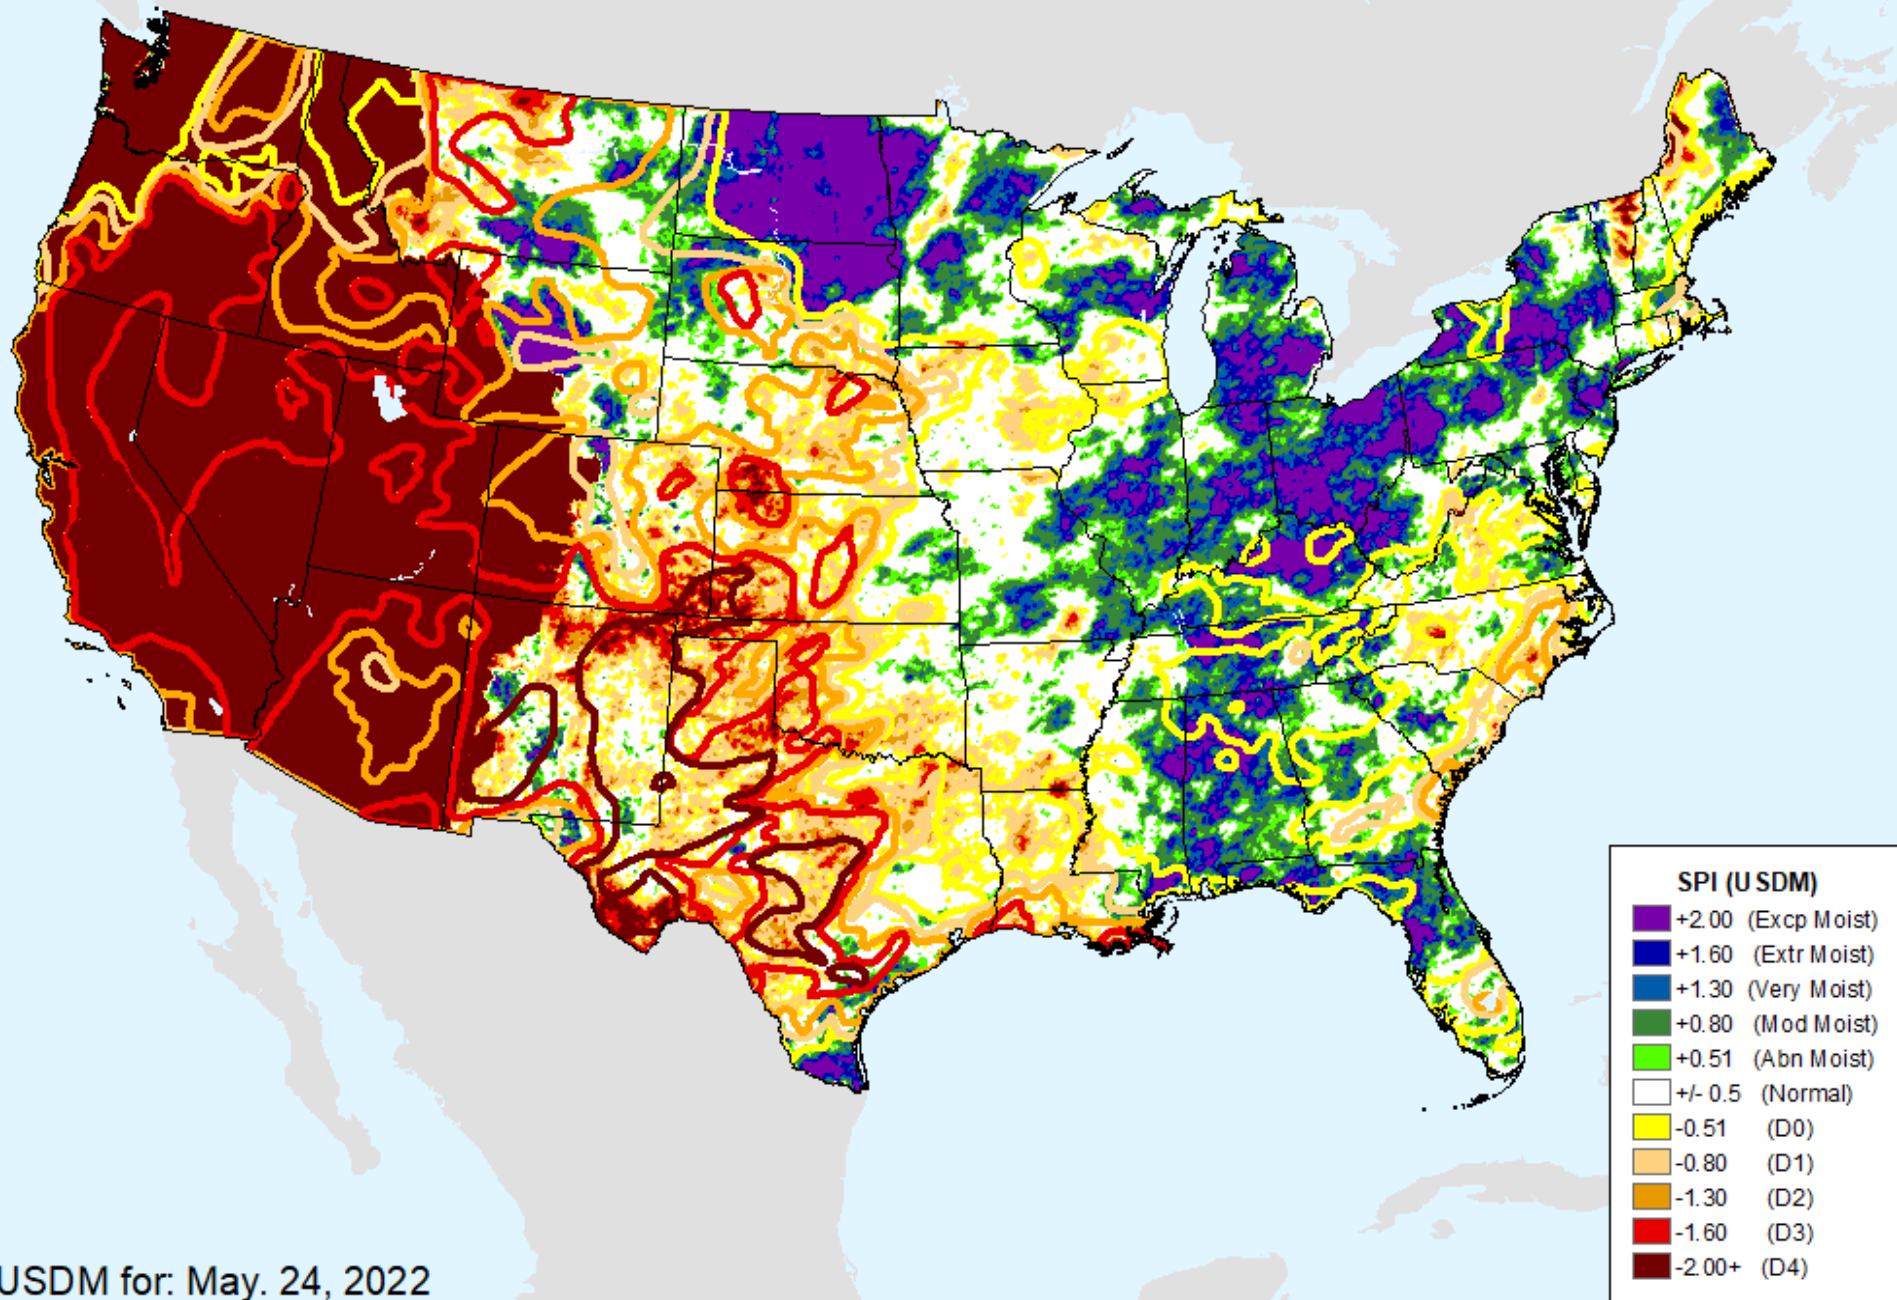 SPI (USDM)
+2.00 (Excp Moist)
+1.60 (Extr Moist)
+1.30 (Very Moist)
+0.80 (Mod Moist)
+0.51 (Abn Moist)
+/- 0.5 (Normal)
-0.51 (D0)
-0.80 (D1)
-1.30 (D2)
-1.60 (D3)
-2.00+ (D4)
USDM for: May. 24, 2022